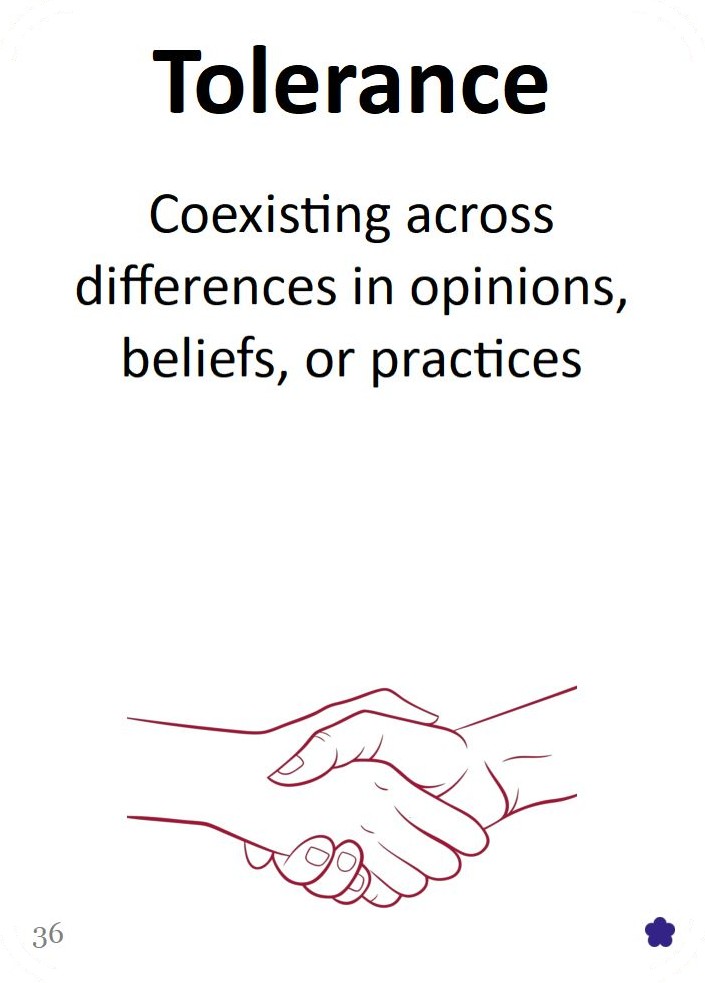 Tolerance
Coexisting across
differences in opinions,
beliefs, or practices
36